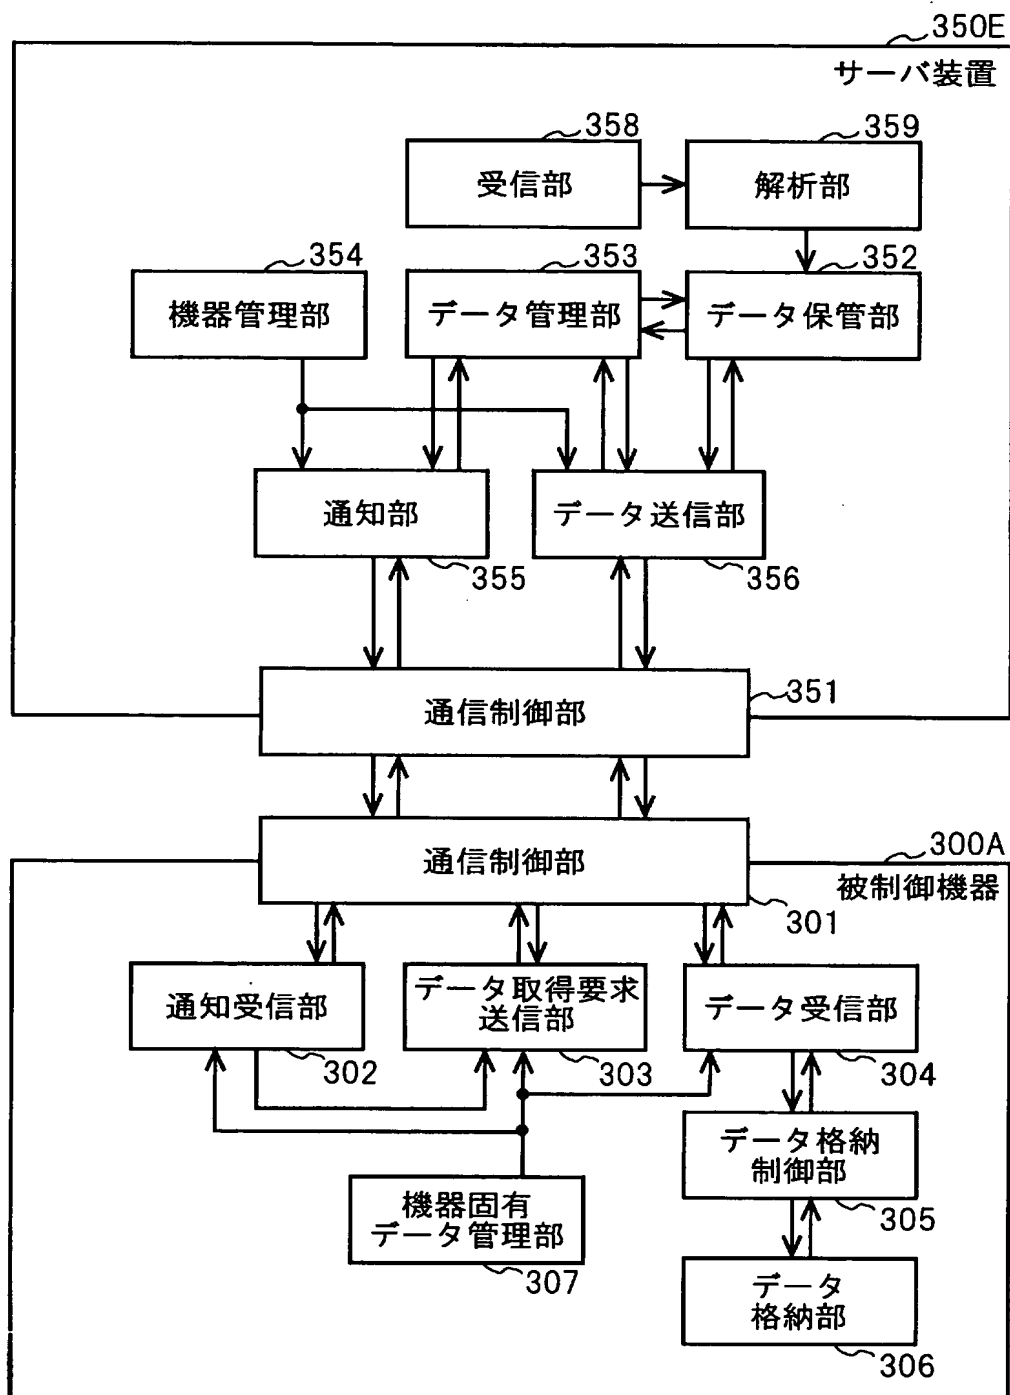 350E
サーバ装置
358
受信部
359
解析部
354
機器管理部
353
データ管理部
352
データ保管部
通知部
355
データ送信部
356
通信制御部
351
通信制御部
301
300A
被制御機器
通知受信部
302
データ取得要求
送信部
303
データ受信部
304
データ格納
制御部
305
機器固有
データ管理部
307
データ
格納部
306